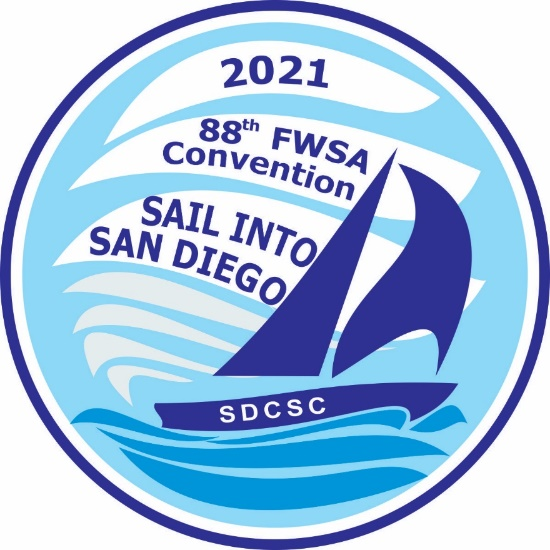 2021
88th FWSA
Convention
SAIL INTO
SAN DIEGO
SDCSC